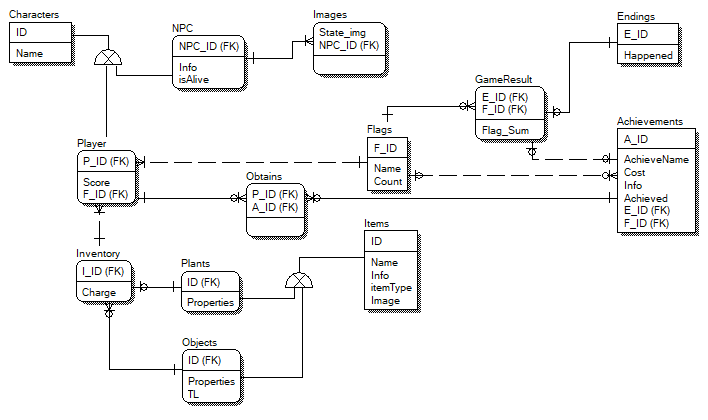 Characters
ID
Name
NPC
NPC_ID (FK)
Info
isAlive
Images
State_img
NPC_ID (FK)
Endings
E_ID
Happened
GameResult
E_ID (FK)
F_ID (FK)
Flag_Sum
Achievements
A_ID
AchieveName
Cost
Info
Achieved
E_ID (FK)
F_ID (FK)
Flags
F_ID
Name
Count
Player
P_ID (FK)
Score
F_ID (FK)
Obtains
P_ID (FK)
A_ID (FK)
Items
ID
Name
Info
itemType
Image
Inventory
I_ID (FK)
Charge
Plants
ID (FK)
Properties
Objects
ID (FK)
Properties
TL